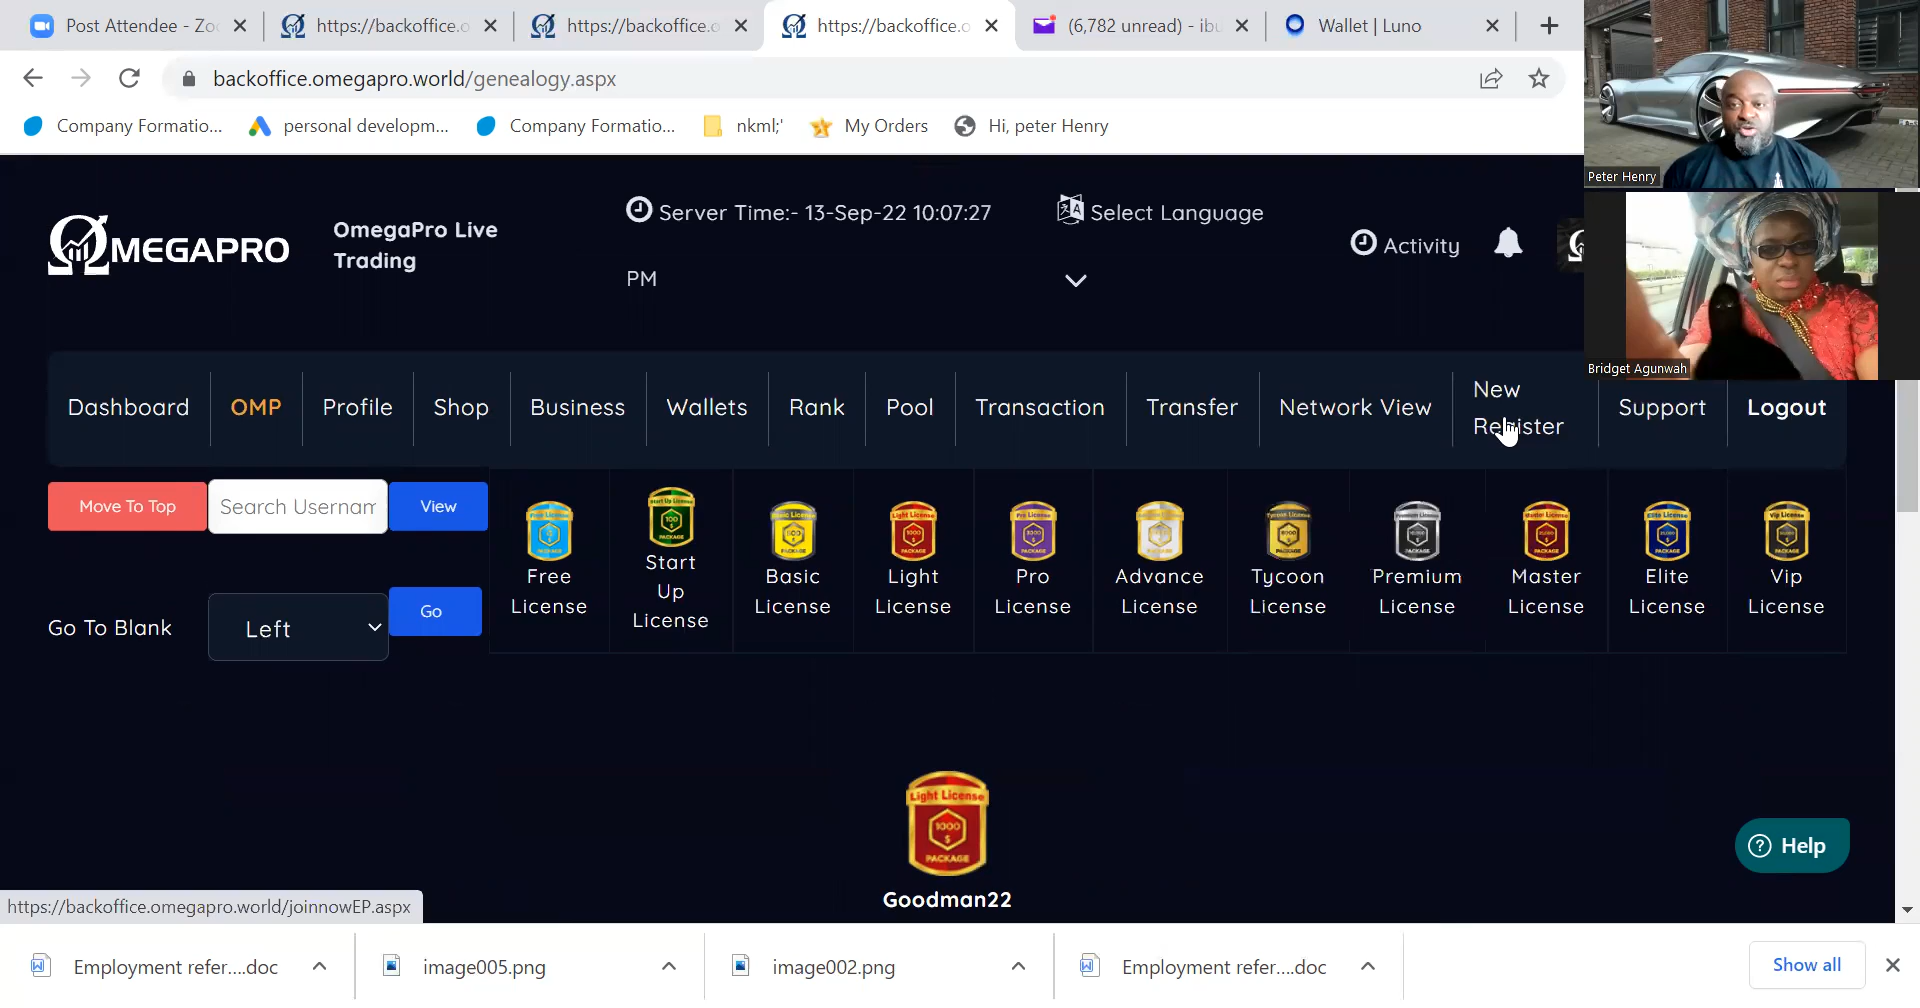 Post Attendee - Zo
https://backoffice.o
https://backoffice.o
https://backoffice.o
(6,782 unread) - ibu
Wallet | Luno
backoffice.omegapro.world/genealogy.aspx
Company Formatio...
personal developm...
Company Formatio...
nkml;'
My Orders
Hi, peter Henry
Peter Henry
Bridget Agunwah
ΩMEGAPRO
OmegaPro Live
Trading
Server Time:- 13-Sep-22 10:07:27
PM
Select Language
Activity
Dashboard
OMP
Profile
Shop
Business
Wallets
Rank
Pool
Transaction
Transfer
Network View
New
Register
Support
Logout
Move To Top
Search Usernam
View
Go To Blank
Left
Go
Free
License
Start
Up
License
Basic
License
Light
License
Pro
License
Advance
License
Tycoon
License
Premium
License
Master
License
Elite
License
Vip
License
Light License
1000
$
PACKAGE
Goodman22
Help
https://backoffice.omegapro.world/joinnowEP.aspx
Employment refer....doc
image005.png
image002.png
Employment refer....doc
Show all